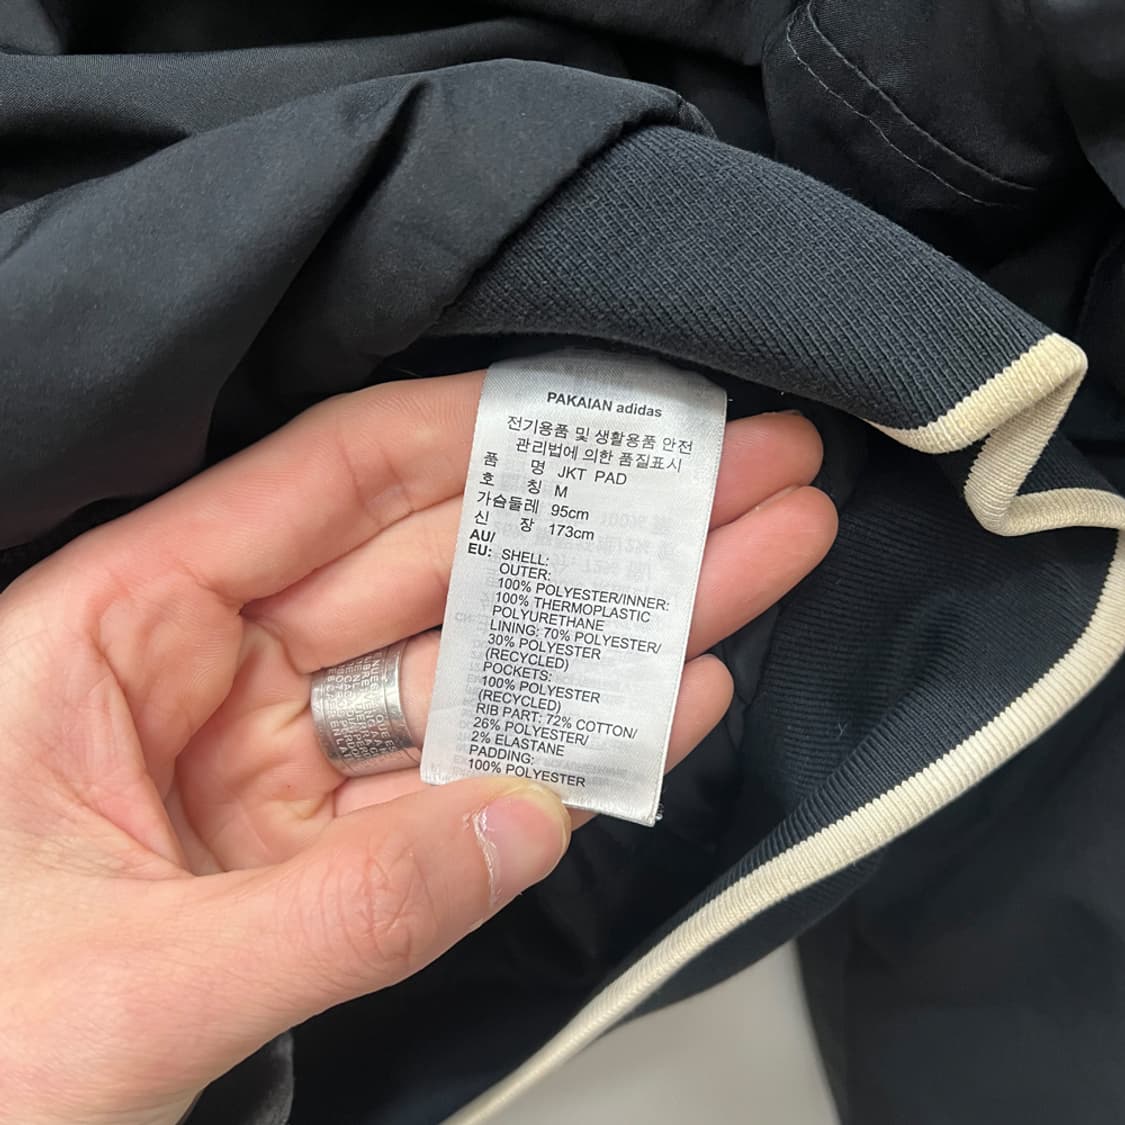 PAKAIAN adidas
전기용품 및 생활용품 안전
관리법에 의한 품질표시
품 명 JKT PAD
호 칭 M
가슴둘레 95cm
신 장 173cm
AU/
EU: SHELL:
OUTER:
100% POLYESTER/INNER:
100% THERMOPLASTIC
POLYURETHANE
LINING: 70% POLYESTER/
30% POLYESTER
(RECYCLED)
POCKETS:
100% POLYESTER
(RECYCLED)
RIB PART: 72% COTTON/
26% POLYESTER/
2% ELASTANE
PADDING:
100% POLYESTER